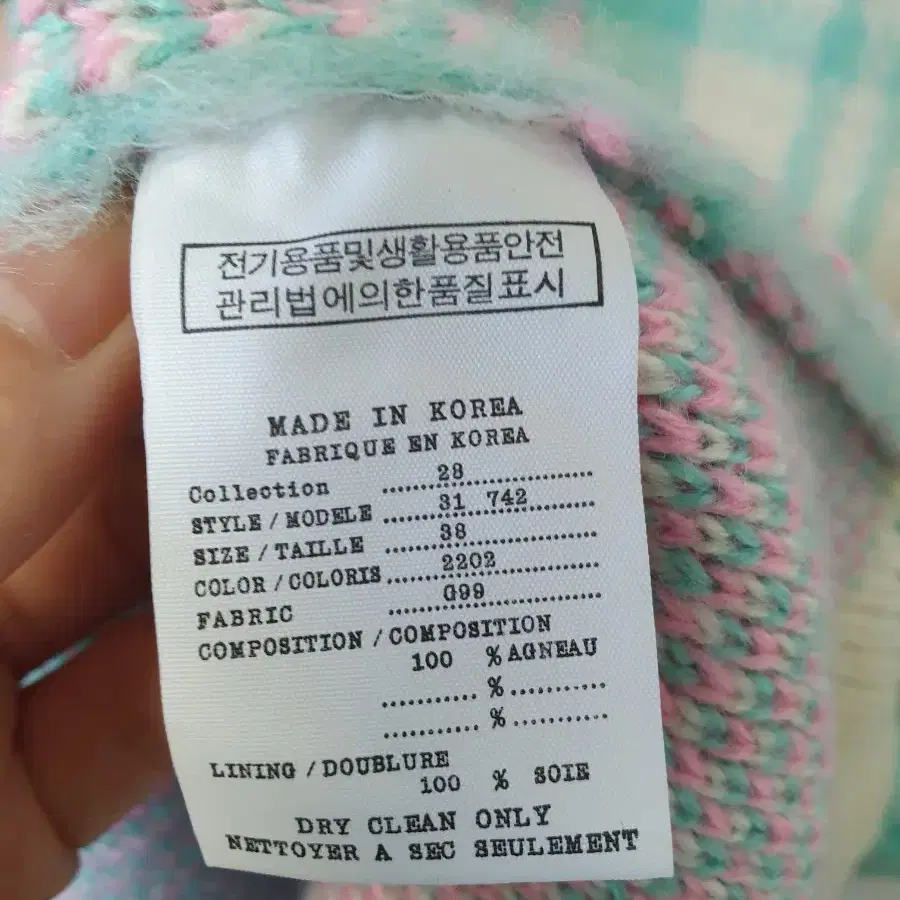 전기용품및생활용품안전
관리법에의한품질표시
MADE IN KOREA
FABRIQUE EN KOREA
Collection 28
STYLE / MODELE 31 742
SIZE / TAILLE 38
COLOR / COLORIS 2202
FABRIC G99
COMPOSITION / COMPOSITION
100 % AGNEAU
%
%
LINING / DOUBLURE
100 % SOIE
DRY CLEAN ONLY
NETTOYER A SEC SEULEMENT